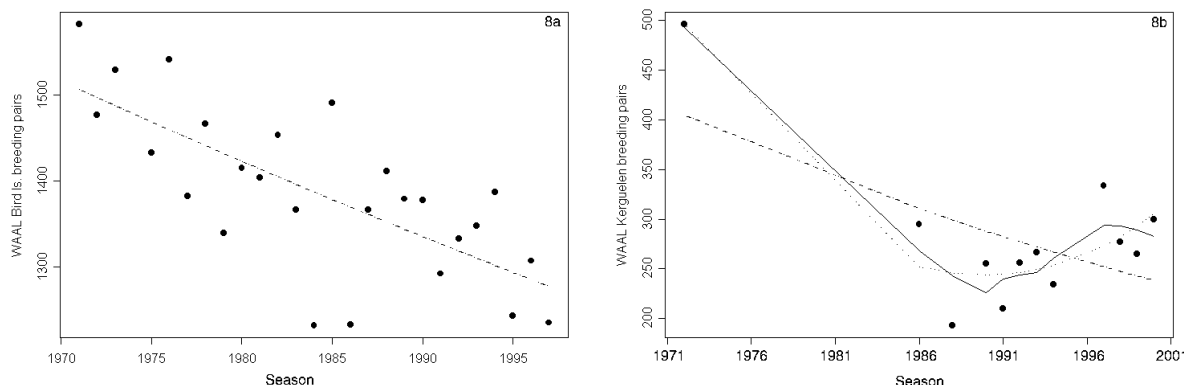 8a
WAAL Bird Is. breeding pairs
1500
1400
1300
1970 1975 1980 1985 1990 1995
Season
8b
WAAL Kerguelen breeding pairs
500
450
400
350
300
250
200
1971 1976 1981 1986 1991 1996 2001
Season